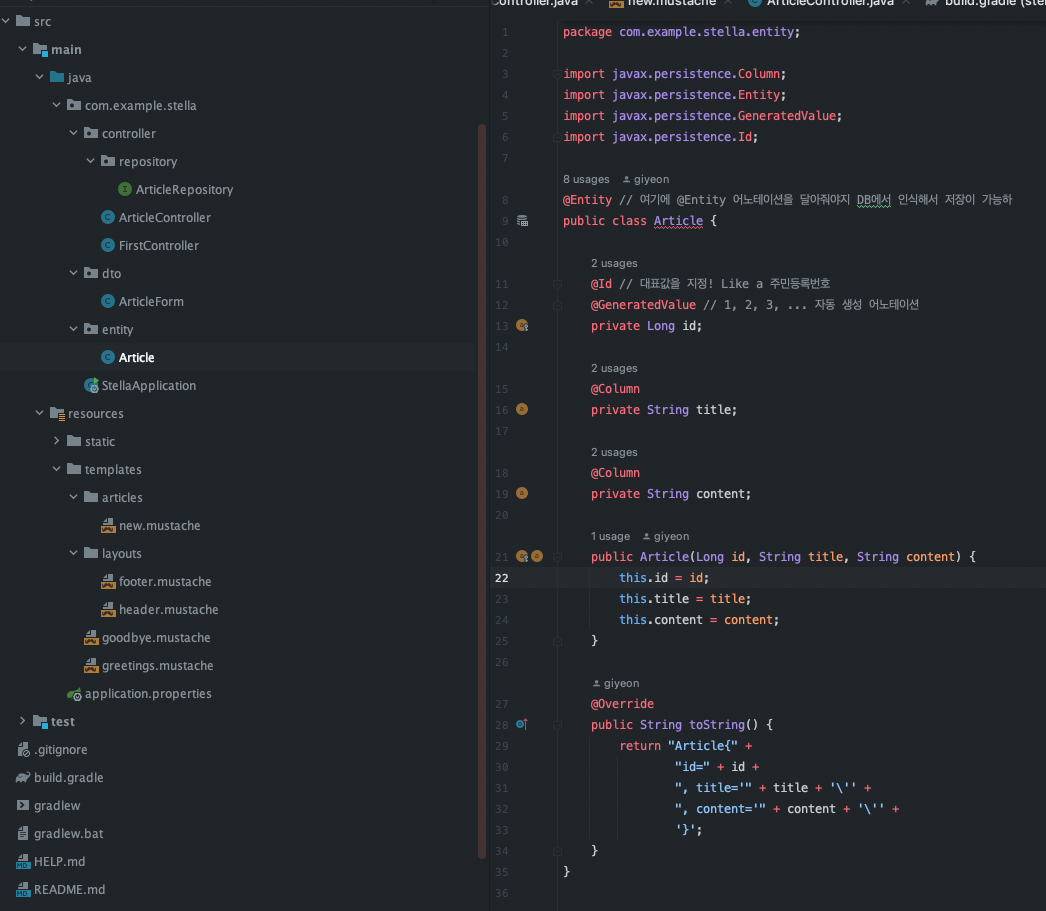 src
main
java
com.example.stella
controller
repository
ArticleRepository
ArticleController
FirstController
dto
ArticleForm
entity
Article
StellaApplication
resources
static
templates
articles
new.mustache
layouts
footer.mustache
header.mustache
goodbye.mustache
greetings.mustache
application.properties
test
.gitignore
build.gradle
gradlew
gradlew.bat
HELP.md
README.md
Controller.java new.mustache ArticleController.java build.gradle
1 package com.example.stella.entity;
2
3 import javax.persistence.Column;
4 import javax.persistence.Entity;
5 import javax.persistence.GeneratedValue;
6 import javax.persistence.Id;
7
8 usages giyeon
8 @Entity // 여기에 @Entity 어노테이션을 달아줘야지 DB에서 인식해서 저장이 가능하
9 public class Article {
10
2 usages
11 @Id // 대표값을 지정! Like a 주민등록번호
12 @GeneratedValue // 1, 2, 3, ... 자동 생성 어노테이션
13 private Long id;
14
2 usages
15 @Column
16 private String title;
17
2 usages
18 @Column
19 private String content;
20
1 usage giyeon
21 public Article(Long id, String title, String content) {
22 this.id = id;
23 this.title = title;
24 this.content = content;
25 }
26
giyeon
27 @Override
28 public String toString() {
29 return "Article{" +
30 "id=" + id +
31 ", title='" + title + '\'' +
32 ", content='" + content + '\'' +
33 '}';
34 }
35 }
36